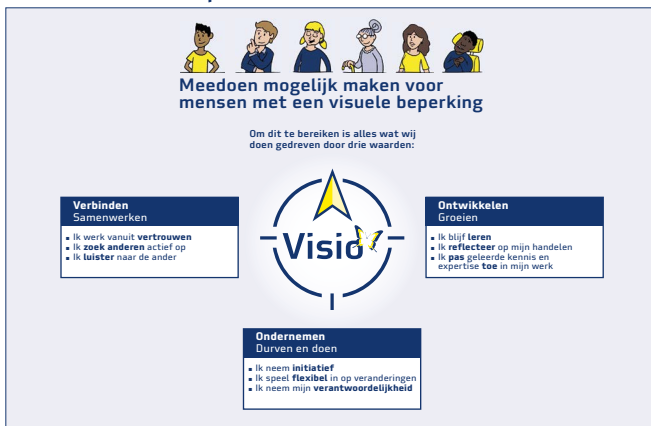 Meedoen mogelijk maken voor
mensen met een visuele beperking
Om dit te bereiken is alles wat wij
doen gedreven door drie waarden:
Verbinden
Samenwerken
▪ Ik werk vanuit vertrouwen
▪ Ik zoek anderen actief op
▪ Ik luister naar de ander
Visio
Ontwikkelen
Groeien
▪ Ik blijf leren
▪ Ik reflecteer op mijn handelen
▪ Ik pas geleerde kennis en
expertise toe in mijn werk
Ondernemen
Durven en doen
▪ Ik neem initiatief
▪ Ik speel flexibel in op veranderingen
▪ Ik neem mijn verantwoordelijkheid